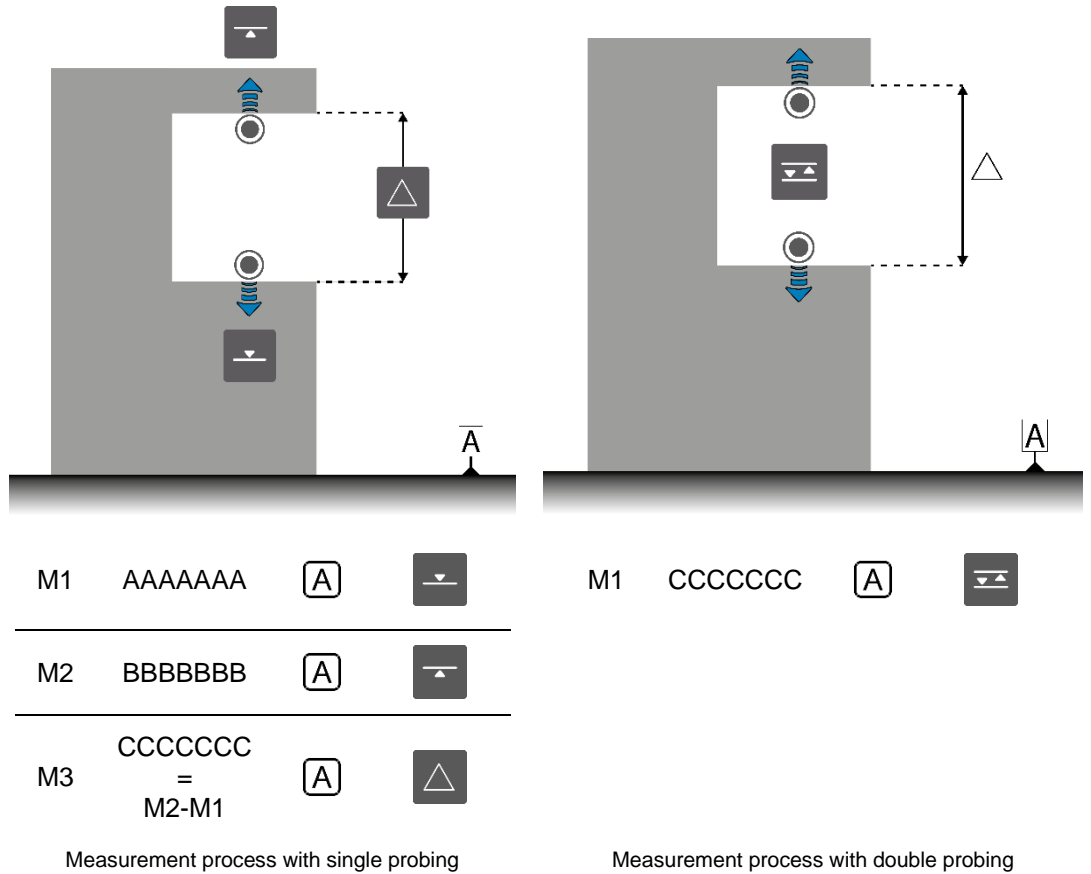 A
A
M1 AAAAAAA A
M1 CCCCCCC A
M2 BBBBBBB A
M3 CCCCCCC A
=
M2-M1
Measurement process with single probing
Measurement process with double probing